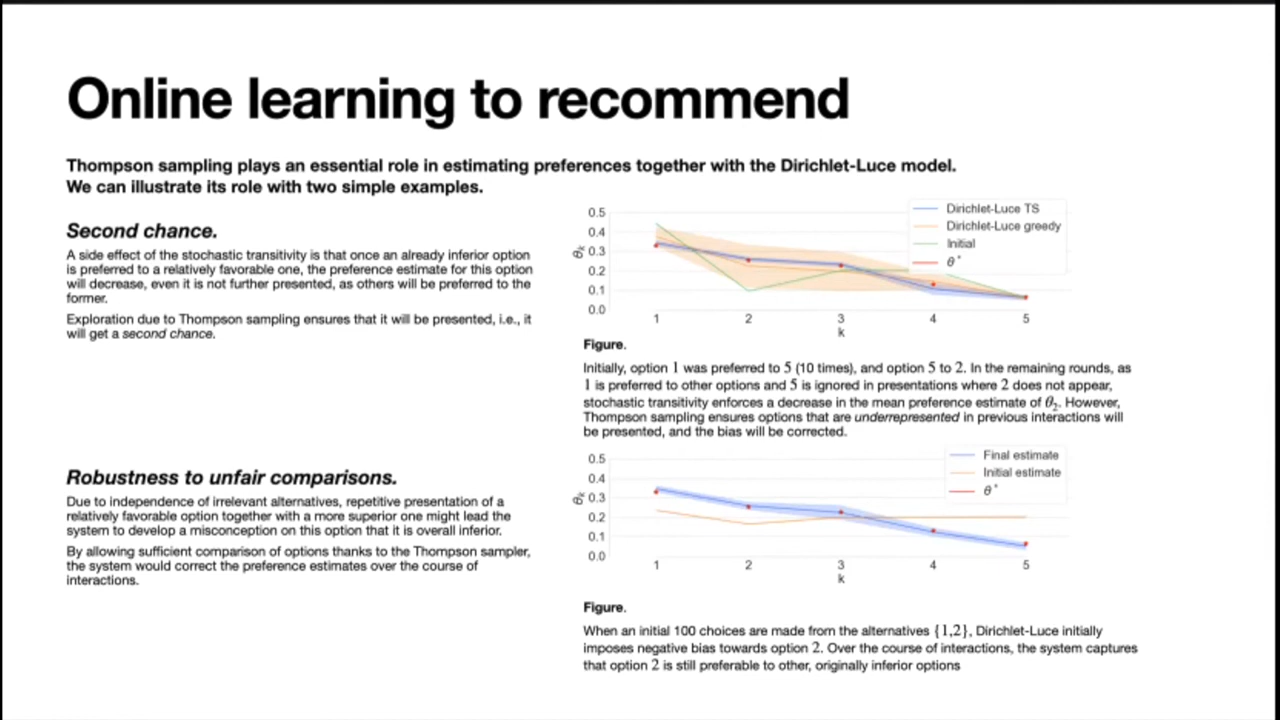 Online learning to recommend
Thompson sampling plays an essential role in estimating preferences together with the Dirichlet-Luce model.
We can illustrate its role with two simple examples.
Second chance.
A side effect of the stochastic transitivity is that once an already inferior option
is preferred to a relatively favorable one, the preference estimate for this option
will decrease, even it is not further presented, as others will be preferred to the
former.
Exploration due to Thompson sampling ensures that it will be presented, i.e., it
will get a second chance.
0.5
0.4
0.3
0.2
0.1
0.0
θk
1 2 3 4 5
k
Dirichlet-Luce TS
Dirichlet-Luce greedy
Initial
θ*
Figure.
Initially, option 1 was preferred to 5 (10 times), and option 5 to 2. In the remaining rounds, as
1 is preferred to other options and 5 is ignored in presentations where 2 does not appear,
stochastic transitivity enforces a decrease in the mean preference estimate of θ2. However,
Thompson sampling ensures options that are underrepresented in previous interactions will
be presented, and the bias will be corrected.
Robustness to unfair comparisons.
Due to independence of irrelevant alternatives, repetitive presentation of a
relatively favorable option together with a more superior one might lead the
system to develop a misconception on this option that it is overall inferior.
By allowing sufficient comparison of options thanks to the Thompson sampler,
the system would correct the preference estimates over the course of
interactions.
0.5
0.4
0.3
0.2
0.1
0.0
θk
1 2 3 4 5
k
Final estimate
Initial estimate
θ*
Figure.
When an initial 100 choices are made from the alternatives {1,2}, Dirichlet-Luce initially
imposes negative bias towards option 2. Over the course of interactions, the system captures
that option 2 is still preferable to other, originally inferior options